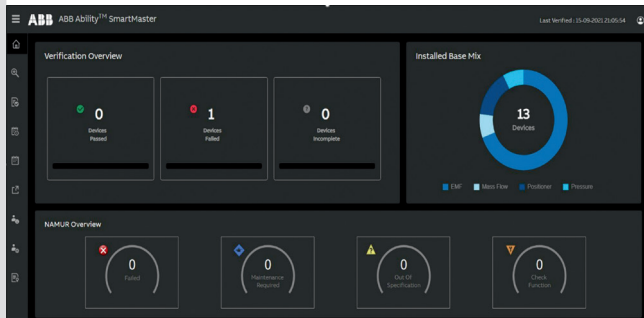 ABB ABB Ability™ SmartMaster
Last Verified : 15-09-2021 21:05:54
Verification Overview
0
Devices
Passed
1
Devices
Failed
0
Devices
Incomplete
Installed Base Mix
13
Devices
EMF Mass Flow Positioner Pressure
NAMUR Overview
0
Failed
0
Maintenance
Required
0
Out Of
Specification
0
Check
Function